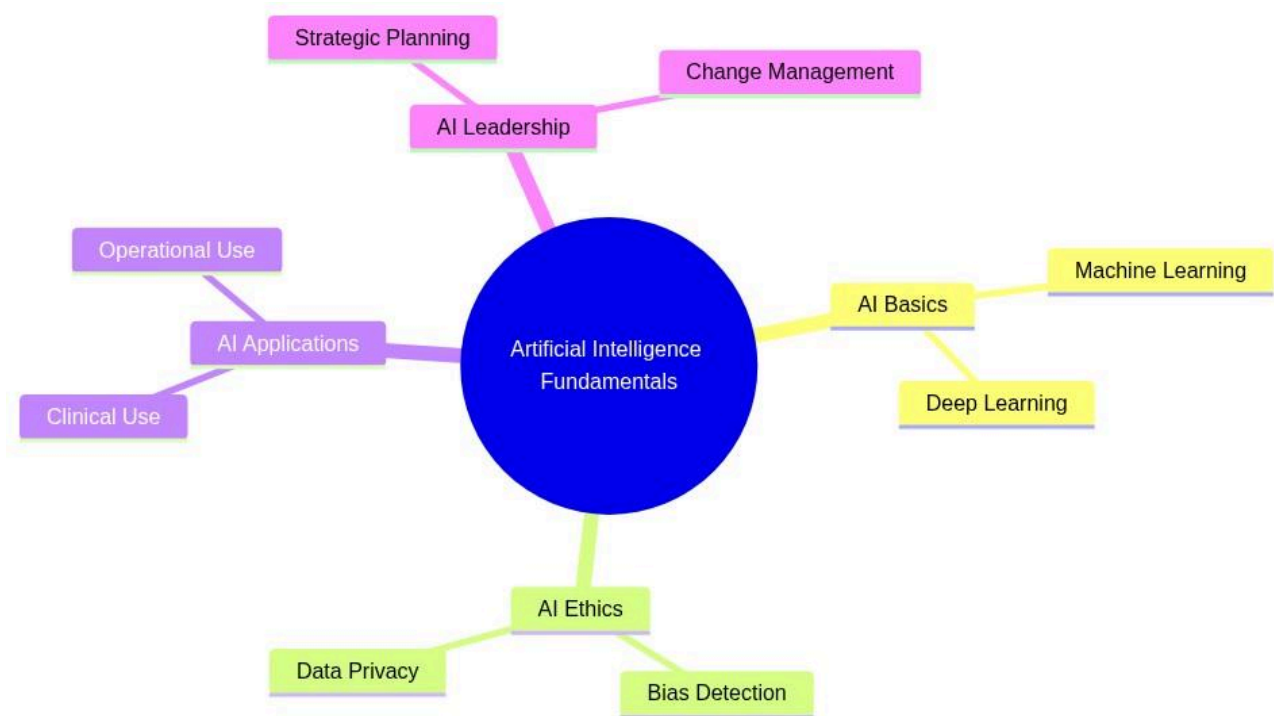 Strategic Planning
Change Management
AI Leadership
Operational Use
Machine Learning
AI Basics
AI Applications
Artificial Intelligence
Fundamentals
Deep Learning
Clinical Use
AI Ethics
Data Privacy
Bias Detection